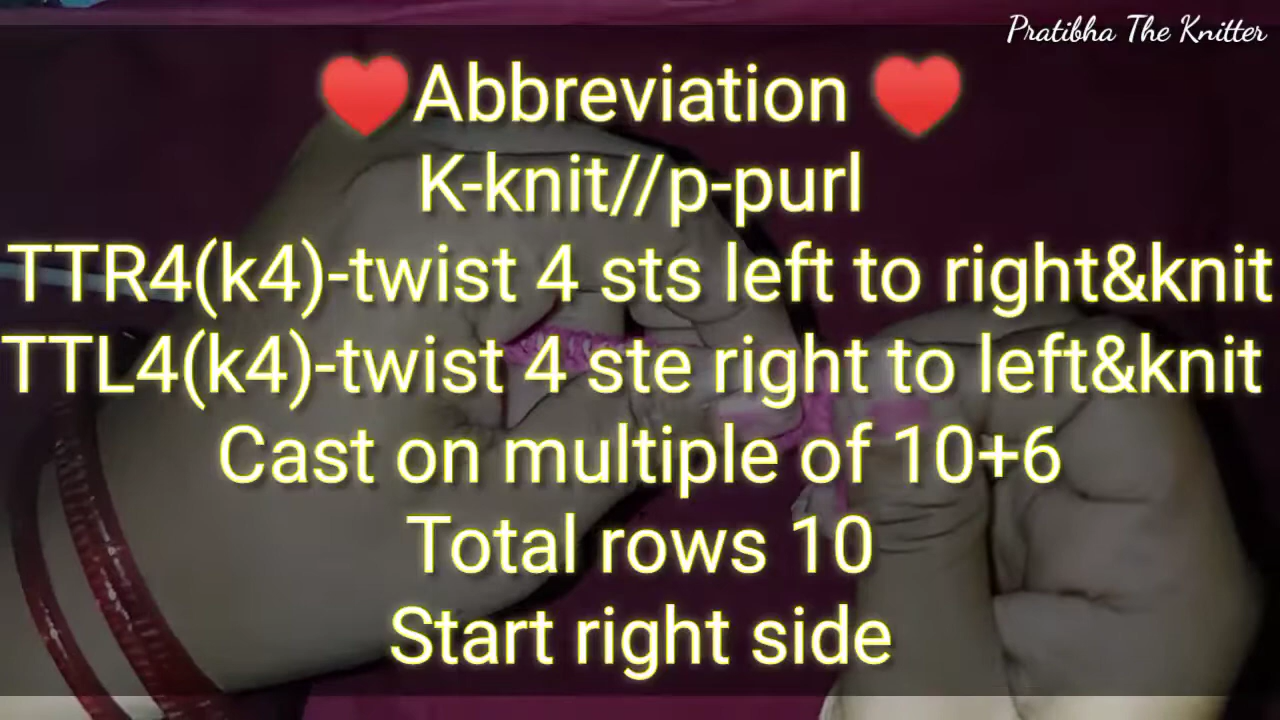 Pratibha The Knitter
♥Abbreviation ♥
K-knit//p-purl
TTR4(k4)-twist 4 sts left to right&knit
TTL4(k4)-twist 4 ste right to left&knit
Cast on multiple of 10+6
Total rows 10
Start right side